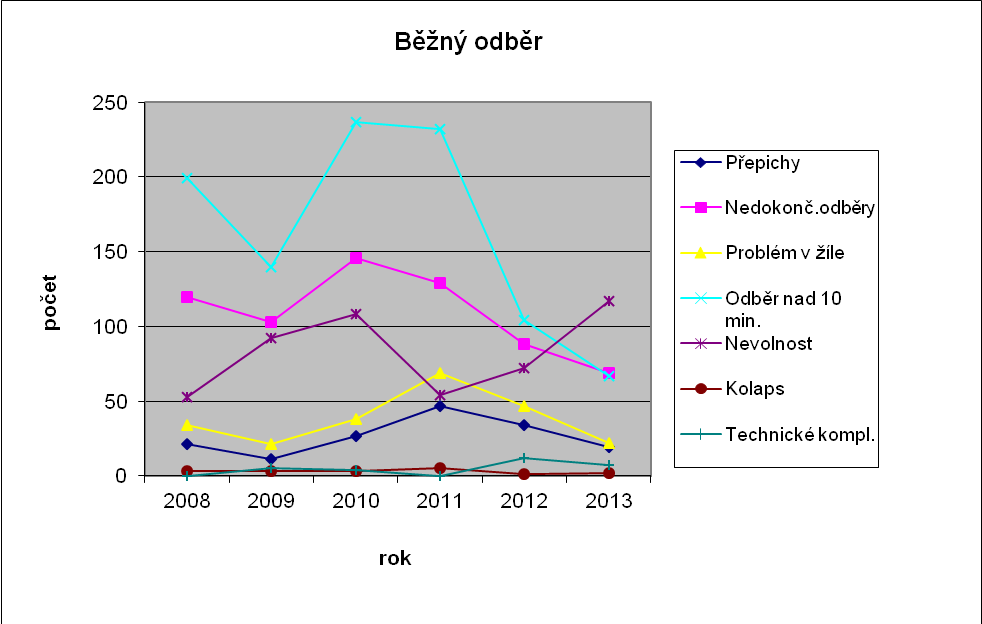 Běžný odběr
250
200
150
100
50
0
počet
2008 2009 2010 2011 2012 2013
rok
Přepichy
Nedokonč.odběry
Problém v žíle
Odběr nad 10
min.
Nevolnost
Kolaps
Technické kompl.